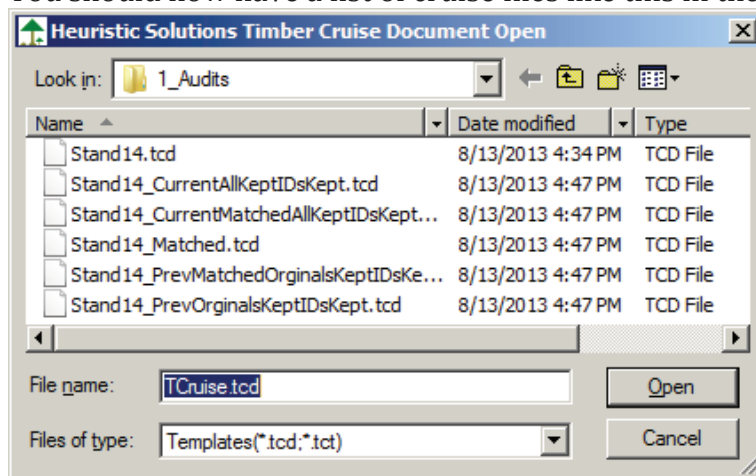 Heuristic Solutions Timber Cruise Document Open
Look in: 1_Audits
Name Date modified Type
Stand14.tcd 8/13/2013 4:34 PM TCD File
Stand14_CurrentAllKeptIDsKept.tcd 8/13/2013 4:47 PM TCD File
Stand14_CurrentMatchedAllKeptIDsKept... 8/13/2013 4:47 PM TCD File
Stand14_Matched.tcd 8/13/2013 4:47 PM TCD File
Stand14_PrevMatchedOrginalsKeptIDsKe... 8/13/2013 4:47 PM TCD File
Stand14_PrevOrginalsKeptIDsKept.tcd 8/13/2013 4:47 PM TCD File
File name: TCruise.tcd Open
Files of type: Templates(*.tcd;*.tct) Cancel